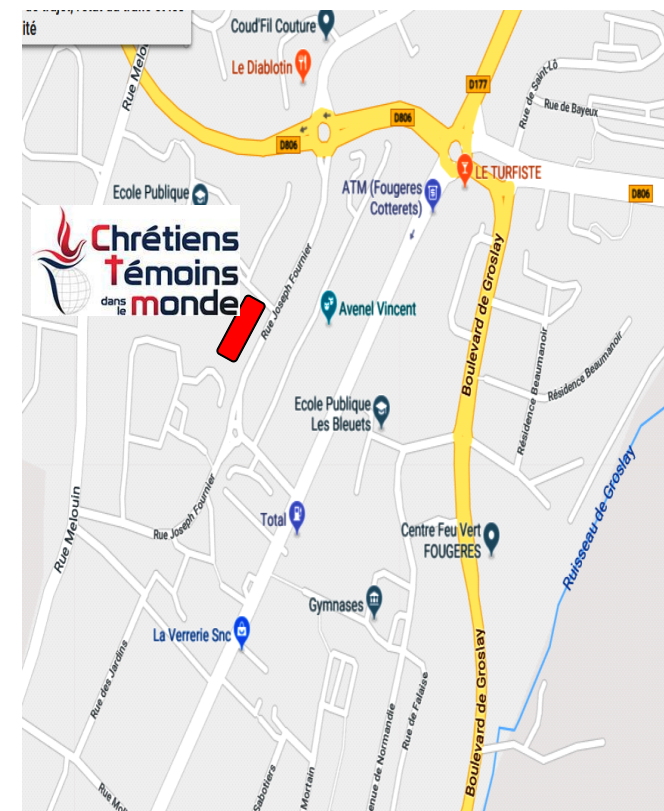 ité
Coud'Fil Couture
Le Diablotin
Rue Melou
D177
Rue de Saint-Lô
Rue de Bayeux
D806
D806
D806
LE TURFISTE
ATM (Fougeres
Cotterets)
Ecole Publique
Chrétiens
Témoins
dans
le monde
Rue Joseph Fournier
Avenel Vincent
Boulevard de Groslay
Résidence Beaumanoir
Résidence Beaumanoir
Ecole Publique
Les Bleuets
Ruisseau de Groslay
Rue Melouin
Rue Joseph Fournier
Total
Centre Feu Vert
FOUGERES
Gymnases
La Verrerie Snc
Rue des Jardins
Boulevard de Groslay
Rue de Falaise
enue de Normandie
Mortain
Sabotiers